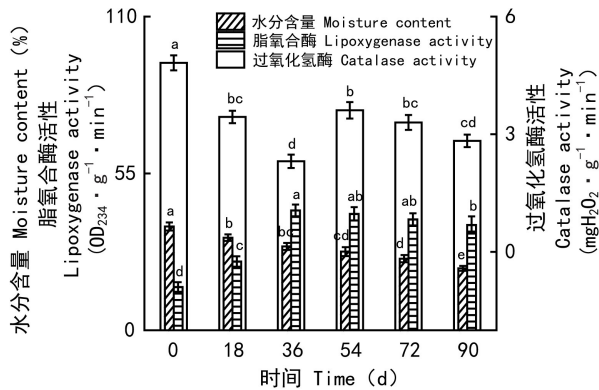 110
55
0
6
3
0
水分含量 Moisture content
脂氧合酶 Lipoxygenase activity
过氧化氢酶 Catalase activity
水分含量 Moisture content (%)
脂氧合酶活性
Lipoxygenase activity
(OD234·g⁻¹·min⁻¹)
过氧化氢酶活性
Catalase activity
(mgH2O2·g⁻¹·min⁻¹)
a bc d b bc cd
a b bc cd d e
d c a ab ab b
0 18 36 54 72 90
时间 Time (d)